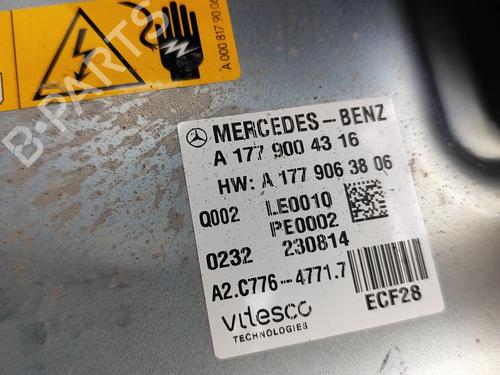 A 000 817 90 06
B-PARTS
MERCEDES-BENZ
A 177 900 43 16
HW: A 177 906 38 06
Q002 LE0010
PE0002
0232 230814
A2.C776-4771.7
ECF28
vitesco
TECHNOLOGIES